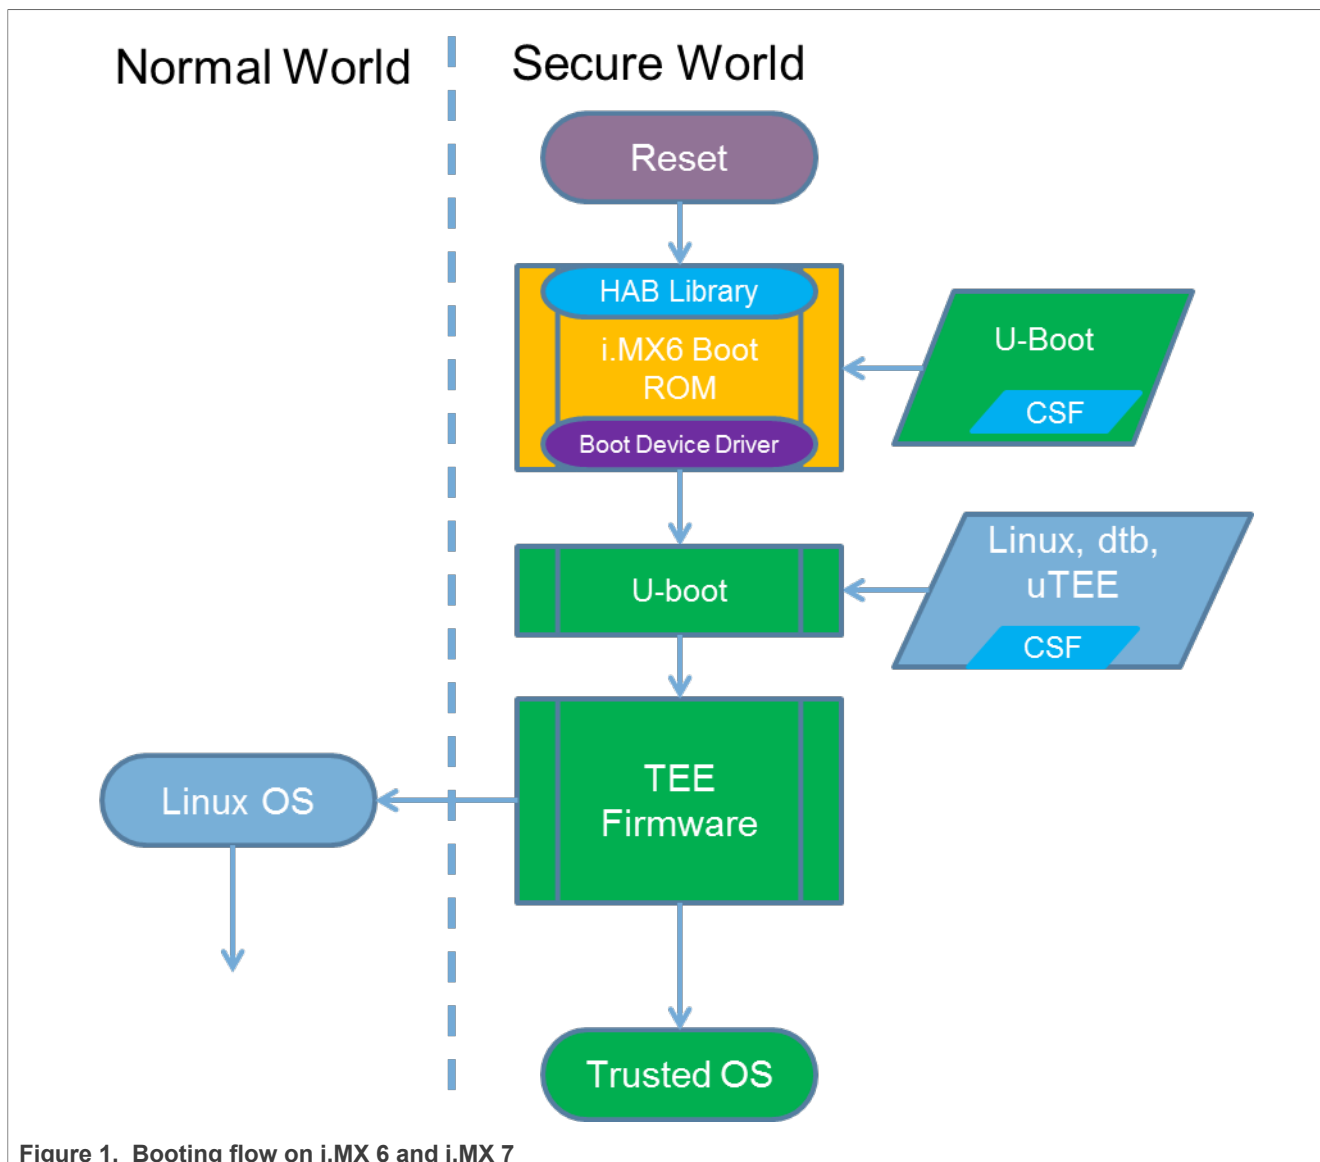 Normal World
Secure World
Reset
HAB Library
i.MX6 Boot
ROM
Boot Device Driver
U-Boot
CSF
U-boot
Linux, dtb,
uTEE
CSF
TEE
Firmware
Linux OS
Trusted OS
Figure 1. Booting flow on i.MX 6 and i.MX 7